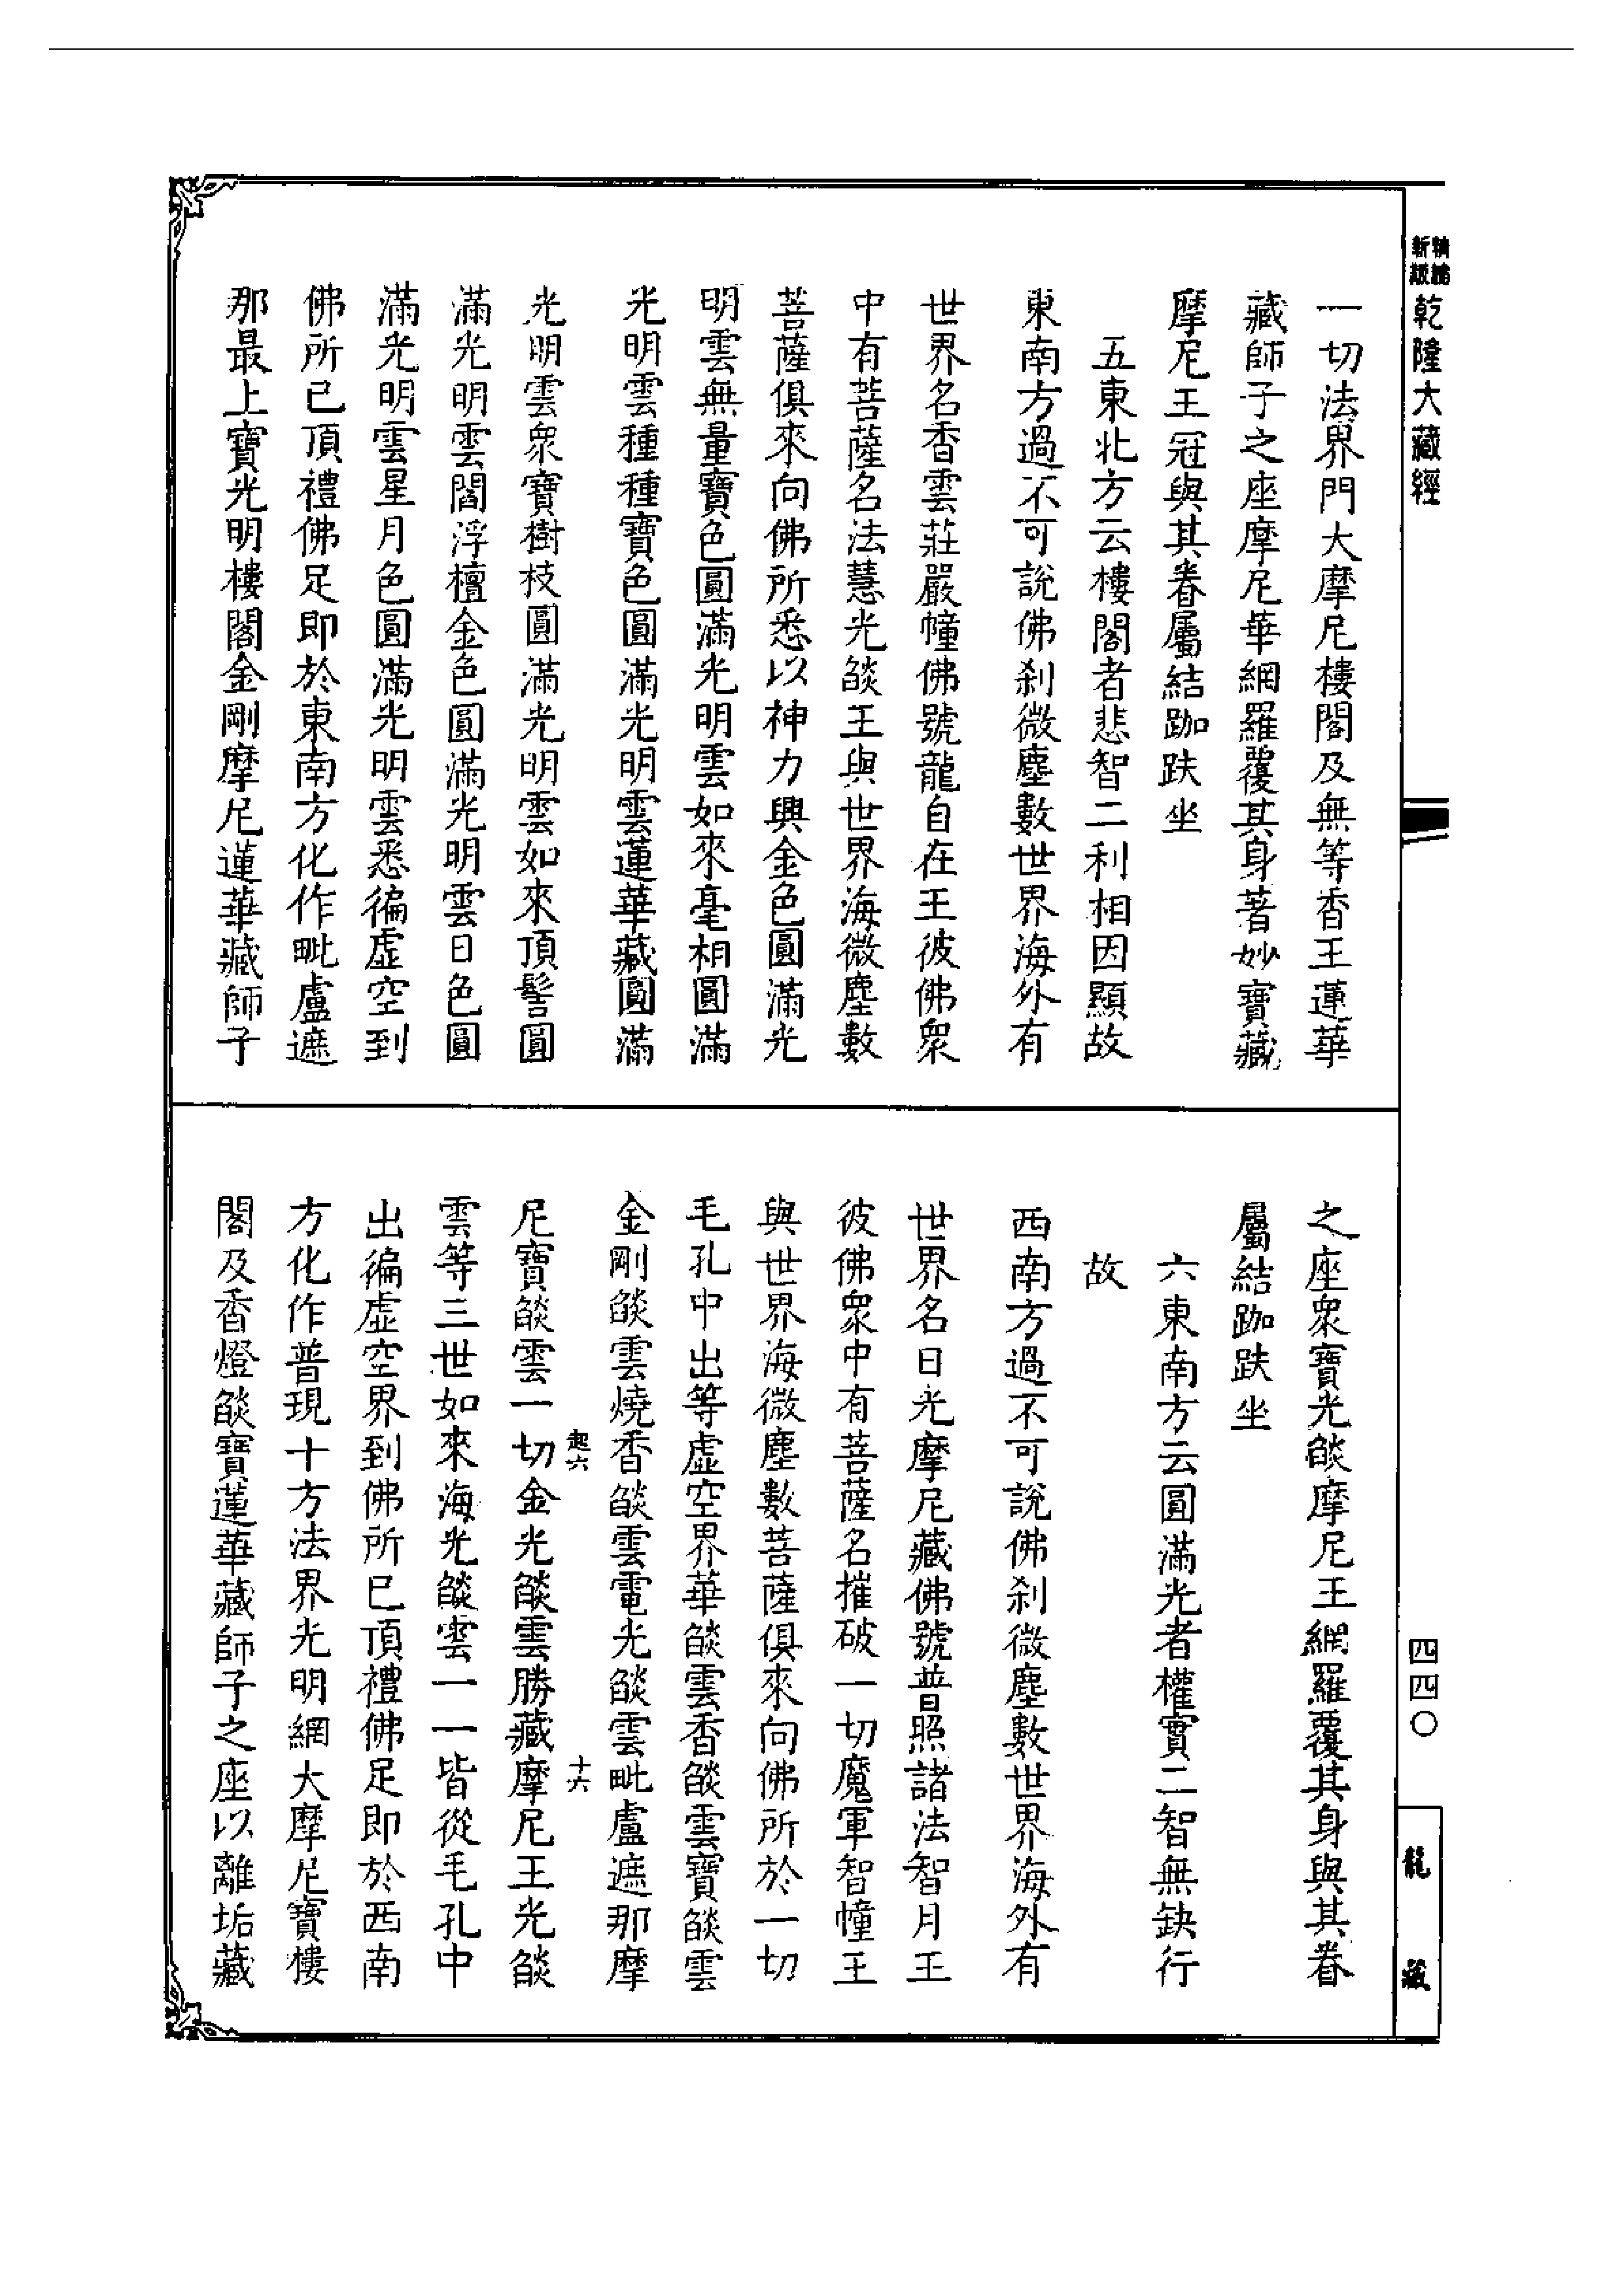 新版
精縮
乾隆大藏經
一切法界門大摩尼樓閣及無等香王蓮華
藏師子之座摩尼華網羅覆其身著妙寶藏
摩尼王冠與其眷屬結跏趺坐
五東北方云樓閣者悲智二利相因顯故
東南方過不可說佛剎微塵數世界海外有
世界名香雲莊嚴幢佛號龍自在王彼佛眾
中有菩薩名法慧光燄王與世界海微塵數
菩薩俱來向佛所悉以神力興金色圓滿光
明雲無量寶色圓滿光明雲如來毫相圓滿
光明雲種種寶色圓滿光明雲蓮華藏圓滿
光明雲眾寶樹枝圓滿光明雲如來頂髻圓
滿光明雲閻浮檀金色圓滿光明雲日色圓
滿光明雲星月色圓滿光明雲悉徧虛空到
佛所已頂禮佛足即於東南方化作毗盧遮
那最上寶光明樓閣金剛摩尼蓮華藏師子
之座眾寶光燄摩尼王網羅覆其身與其眷
屬結跏趺坐
六東南方云圓滿光者權實二智無缺行
故
西南方過不可說佛剎微塵數世界海外有
世界名日光摩尼藏佛號普照諸法智月王
彼佛眾中有菩薩名摧破一切魔軍智幢王
與世界海微塵數菩薩俱來向佛所於一切
毛孔中出等虛空界華燄雲香燄雲寶燄雲
金剛燄雲燒香燄雲電光燄雲毗盧遮那摩
起六
十六
尼寶燄雲一切金光燄雲勝藏摩尼王光燄
雲等三世如來海光燄雲一一皆從毛孔中
出徧虛空界到佛所已頂禮佛足即於西南
方化作普現十方法界光明網大摩尼寶樓
閣及香燈燄寶蓮華藏師子之座以離垢藏
四四〇
龍藏